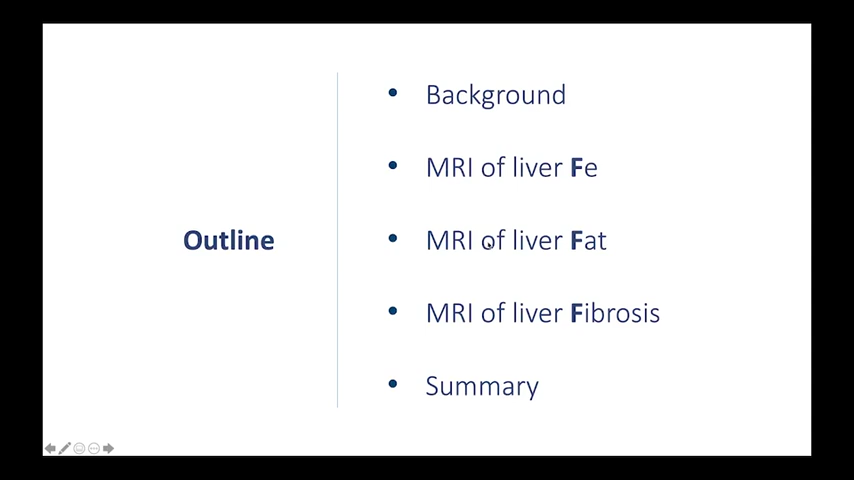 Outline
Background
MRI of liver Fe
MRI of liver Fat
MRI of liver Fibrosis
Summary